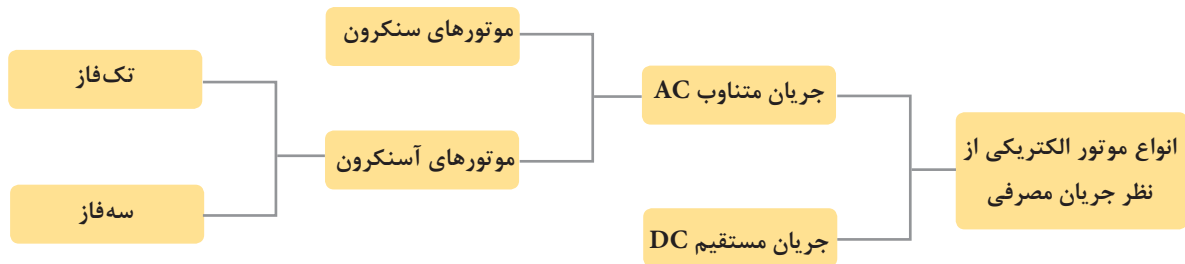 انواع موتور الکتریکی از
نظر جریان مصرفی
جریان متناوب AC
جریان مستقیم DC
موتورهای سنکرون
موتورهای آسنکرون
تک‌فاز
سه‌فاز